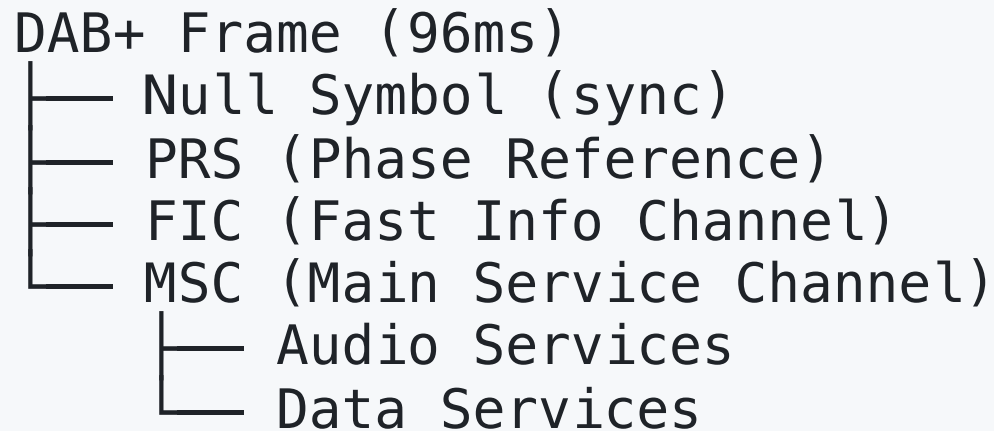 DAB+ Frame (96ms)
├── Null Symbol (sync)
├── PRS (Phase Reference)
├── FIC (Fast Info Channel)
└── MSC (Main Service Channel)
    ├── Audio Services
    └── Data Services